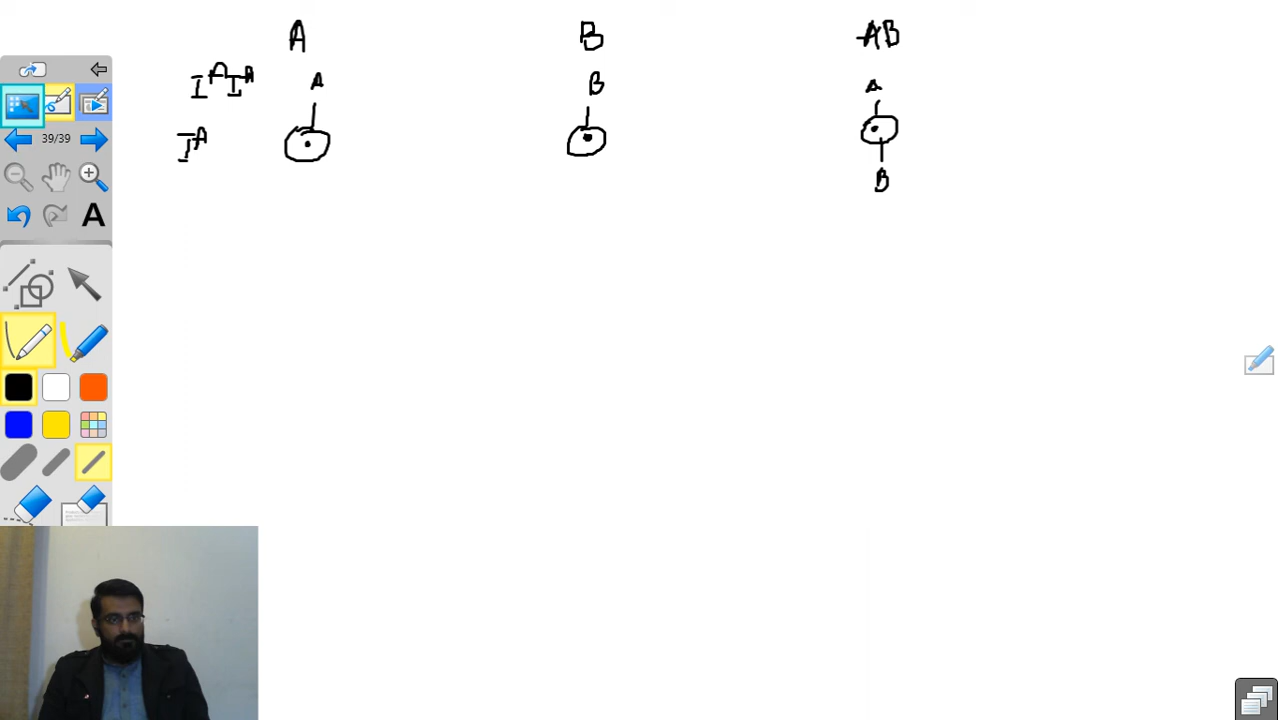 A B AB
I^A I^A A B A
I^A
B
39/39
A